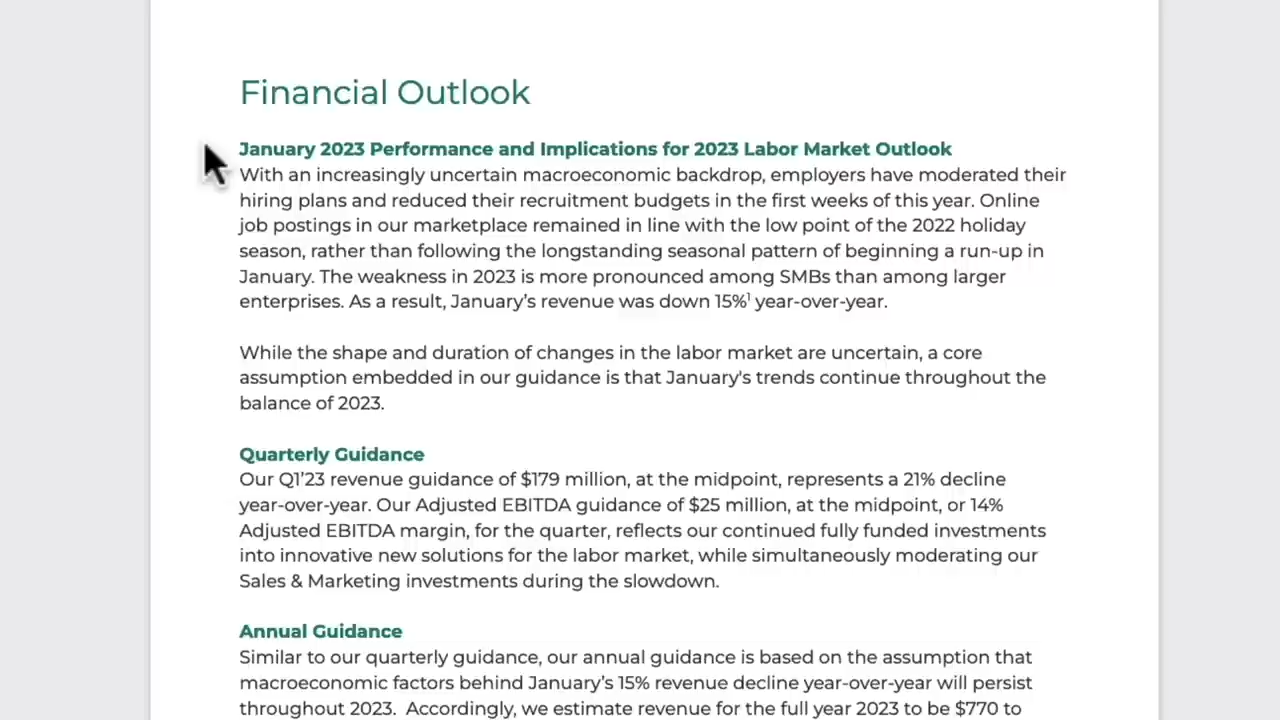 Financial Outlook
January 2023 Performance and Implications for 2023 Labor Market Outlook
With an increasingly uncertain macroeconomic backdrop, employers have moderated their
hiring plans and reduced their recruitment budgets in the first weeks of this year. Online
job postings in our marketplace remained in line with the low point of the 2022 holiday
season, rather than following the longstanding seasonal pattern of beginning a run-up in
January. The weakness in 2023 is more pronounced among SMBs than among larger
enterprises. As a result, January’s revenue was down 15%¹ year-over-year.
While the shape and duration of changes in the labor market are uncertain, a core
assumption embedded in our guidance is that January's trends continue throughout the
balance of 2023.
Quarterly Guidance
Our Q1’23 revenue guidance of $179 million, at the midpoint, represents a 21% decline
year-over-year. Our Adjusted EBITDA guidance of $25 million, at the midpoint, or 14%
Adjusted EBITDA margin, for the quarter, reflects our continued fully funded investments
into innovative new solutions for the labor market, while simultaneously moderating our
Sales & Marketing investments during the slowdown.
Annual Guidance
Similar to our quarterly guidance, our annual guidance is based on the assumption that
macroeconomic factors behind January’s 15% revenue decline year-over-year will persist
throughout 2023.  Accordingly, we estimate revenue for the full year 2023 to be $770 to